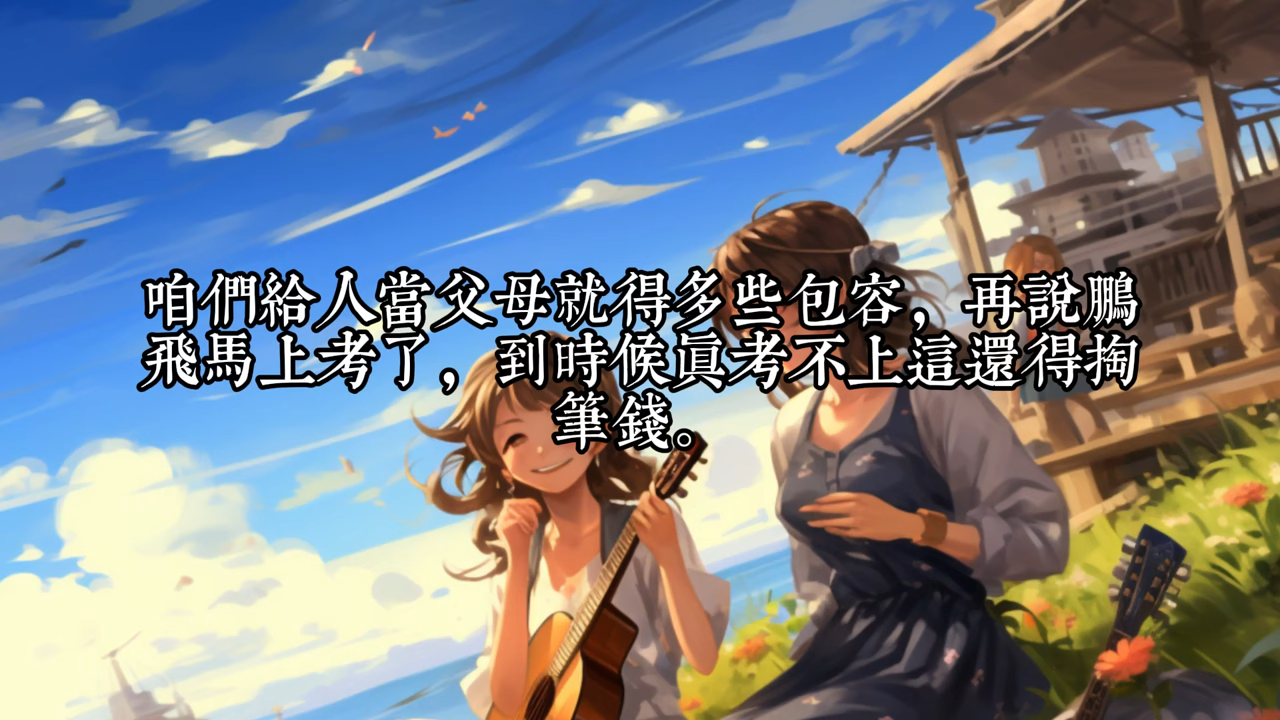 咱們給人當父母就得多些包容，再說鵬
飛馬上考了，到時候眞考不上這還得掏
筆錢。